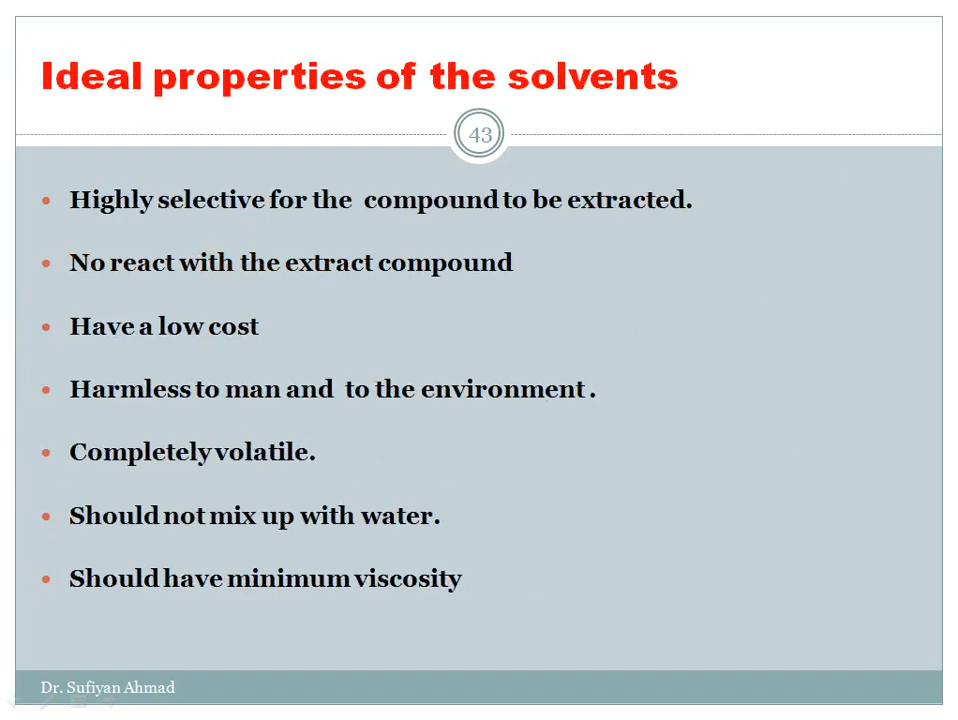 Ideal properties of the solvents
43
Highly selective for the compound to be extracted.
No react with the extract compound
Have a low cost
Harmless to man and to the environment .
Completely volatile.
Should not mix up with water.
Should have minimum viscosity
Dr. Sufiyan Ahmad